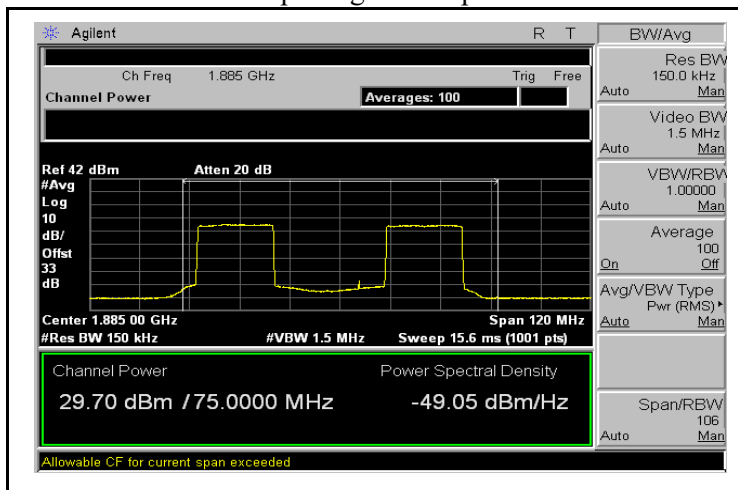 Agilent R T
Ch Freq 1.885 GHz Trig Free
Channel Power Averages: 100
Ref 42 dBm Atten 20 dB
#Avg
Log
10
dB/
Offst
33
dB
Center 1.885 00 GHz Span 120 MHz
#Res BW 150 kHz #VBW 1.5 MHz Sweep 15.6 ms (1001 pts)
Channel Power Power Spectral Density
29.70 dBm / 75.0000 MHz -49.05 dBm/Hz
Allowable CF for current span exceeded
BW/Avg
Res BW
150.0 kHz
Auto Man
Video BW
1.5 MHz
Auto Man
VBW/RBW
1.00000
Auto Man
Average
100
On Off
Avg/VBW Type
Pwr (RMS)
Auto Man
Span/RBW
106
Auto Man